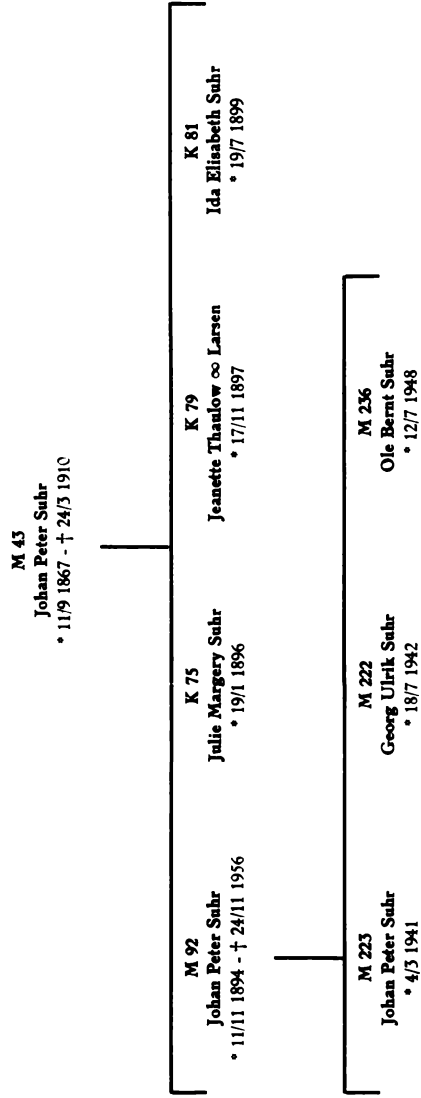 M 43
Johan Peter Suhr
* 11/9 1867 - † 24/3 1910
M 92
Johan Peter Suhr
* 11/11 1894 - † 24/11 1956
K 75
Julie Margery Suhr
* 19/1 1896
K 79
Jeanette Thaulow ∞ Larsen
* 17/11 1897
K 81
Ida Elisabeth Suhr
* 19/7 1899
M 223
Johan Peter Suhr
* 4/3 1941
M 222
Georg Ulrik Suhr
* 18/7 1942
M 236
Ole Bernt Suhr
* 12/7 1948